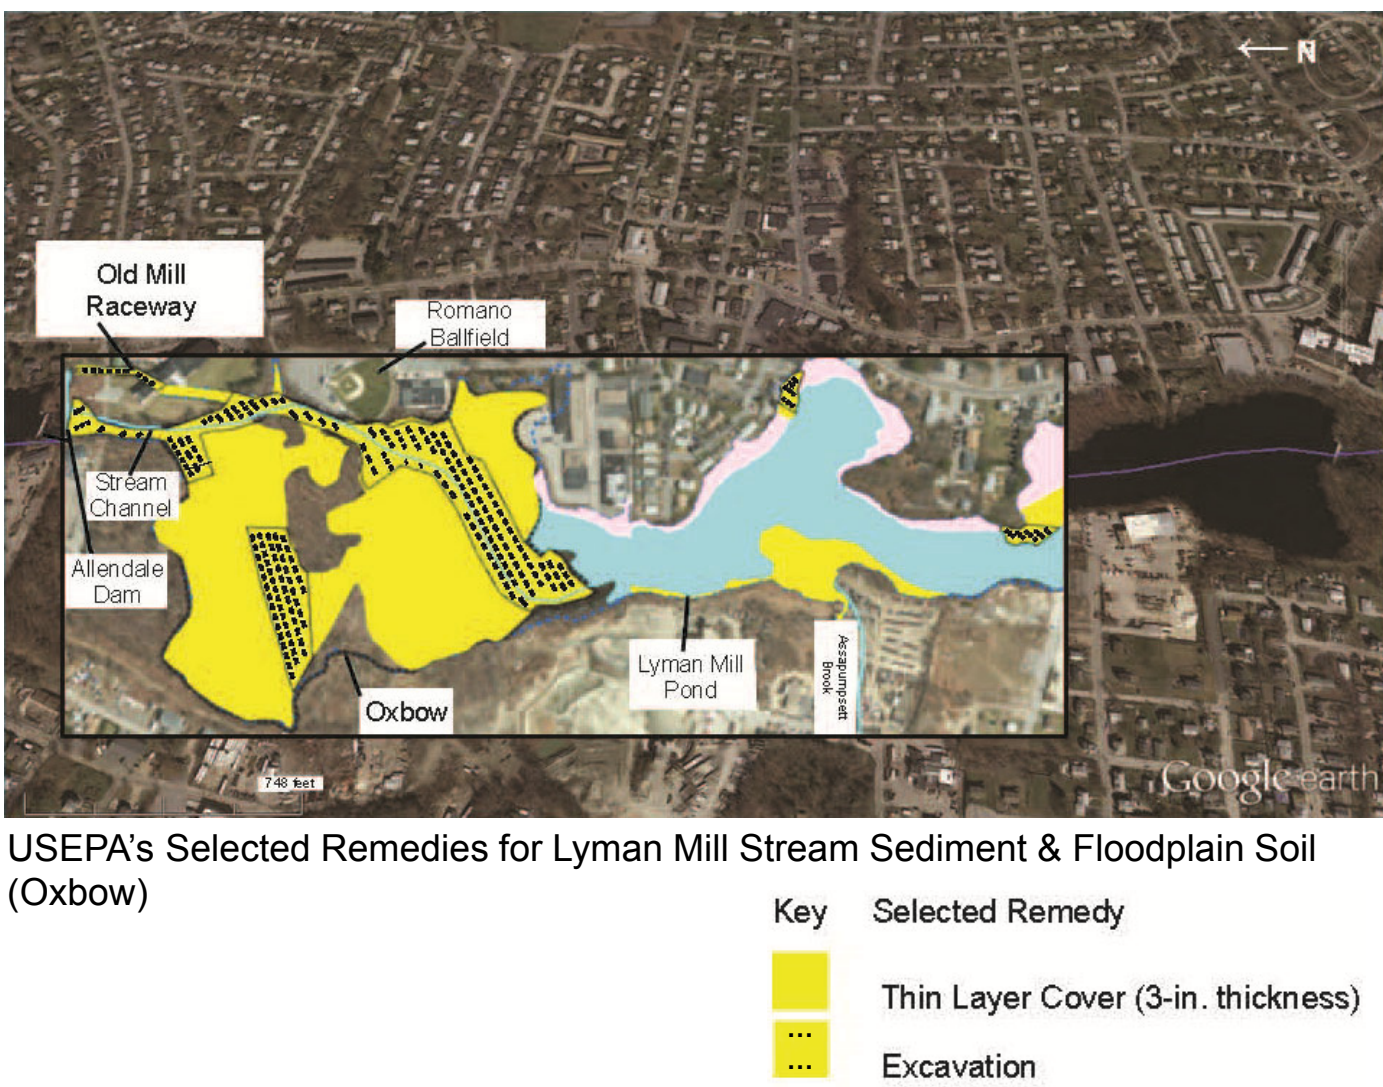 N
Old Mill
Raceway
Romano
Ballfield
Stream
Channel
Allendale
Dam
Oxbow
Lyman Mill
Pond
Assapumpsett
Brook
748 feet
Google earth
USEPA's Selected Remedies for Lyman Mill Stream Sediment & Floodplain Soil
(Oxbow)
Key Selected Remedy
Thin Layer Cover (3-in. thickness)
Excavation